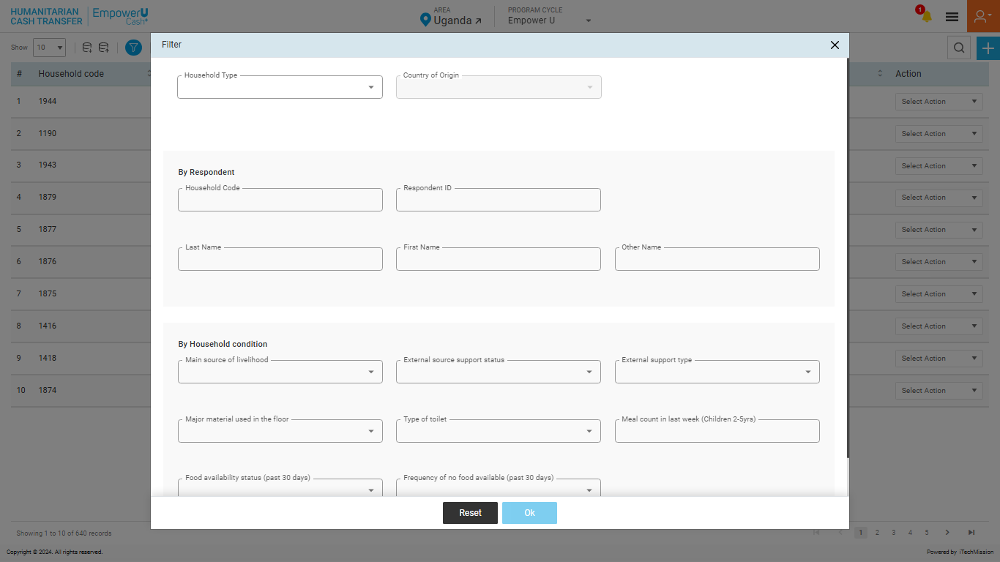 HUMANITARIAN
CASH TRANSFER
EmpowerU
Cash+
AREA
Uganda
PROGRAM CYCLE
Empower U
1
Show 10
Filter
# Household code Action
Household Type
Country of Origin
1 1944 Select Action
2 1190 Select Action
3 1943 Select Action
4 1879 Select Action
5 1877 Select Action
6 1876 Select Action
7 1875 Select Action
8 1416 Select Action
9 1418 Select Action
10 1874 Select Action
By Respondent
Household Code
Respondent ID
Last Name
First Name
Other Name
By Household condition
Main source of livelihood
External source support status
External support type
Major material used in the floor
Type of toilet
Meal count in last week (Children 2-5yrs)
Food availability status (past 30 days)
Frequency of no food available (past 30 days)
Reset
Ok
Showing 1 to 10 of 640 records
1 2 3 4 5
Copyright © 2024. All rights reserved.
Powered by iTechMission